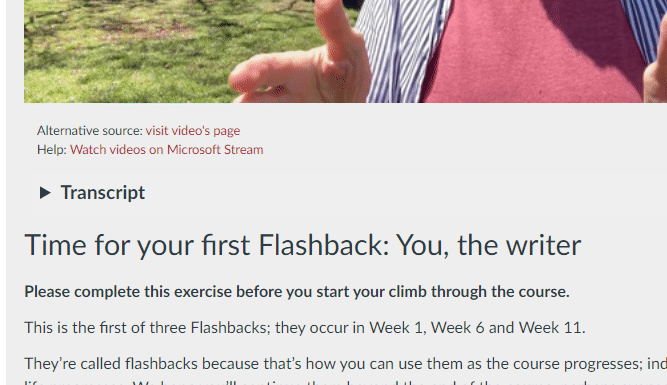 Alternative source: visit video's page
Help: Watch videos on Microsoft Stream
Transcript
Time for your first Flashback: You, the writer
Please complete this exercise before you start your climb through the course.
This is the first of three Flashbacks; they occur in Week 1, Week 6 and Week 11.
They're called flashbacks because that's how you can use them as the course progresses;